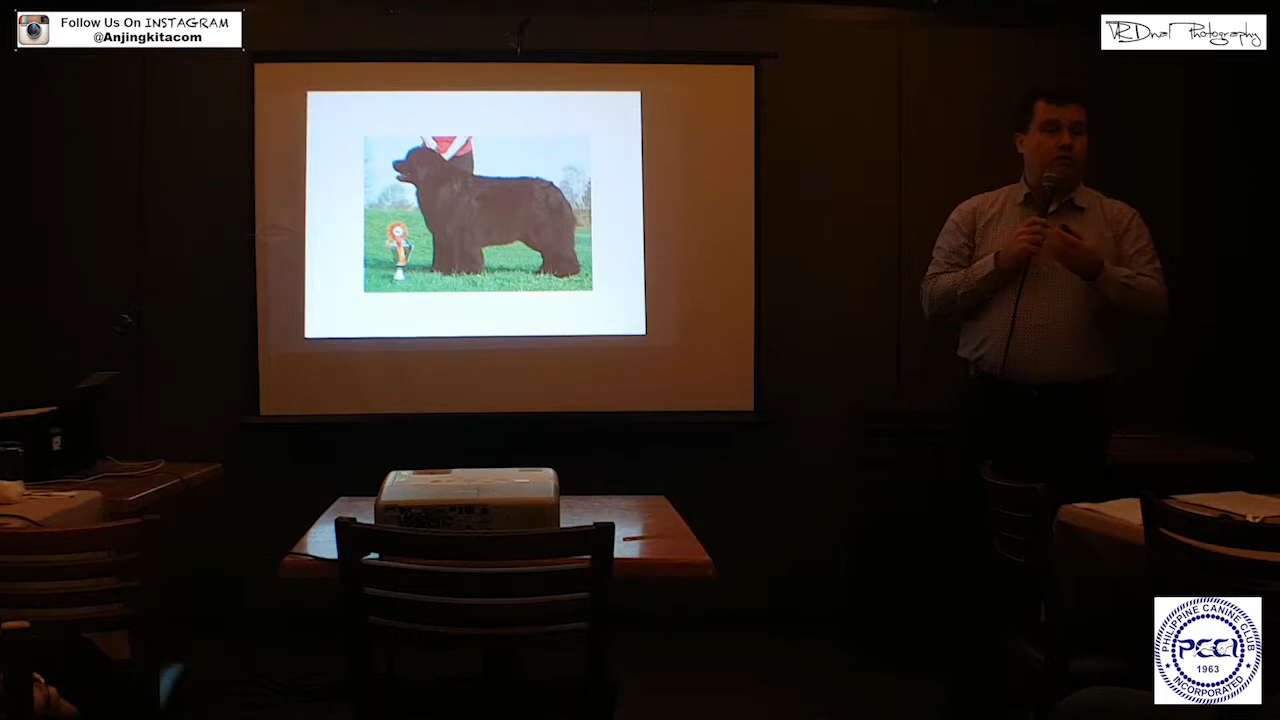 Follow Us On INSTAGRAM
@Anjingkitacom
VRDnal Photography
PHILIPPINE CANINE CLUB
PCCI
1963
INCORPORATED